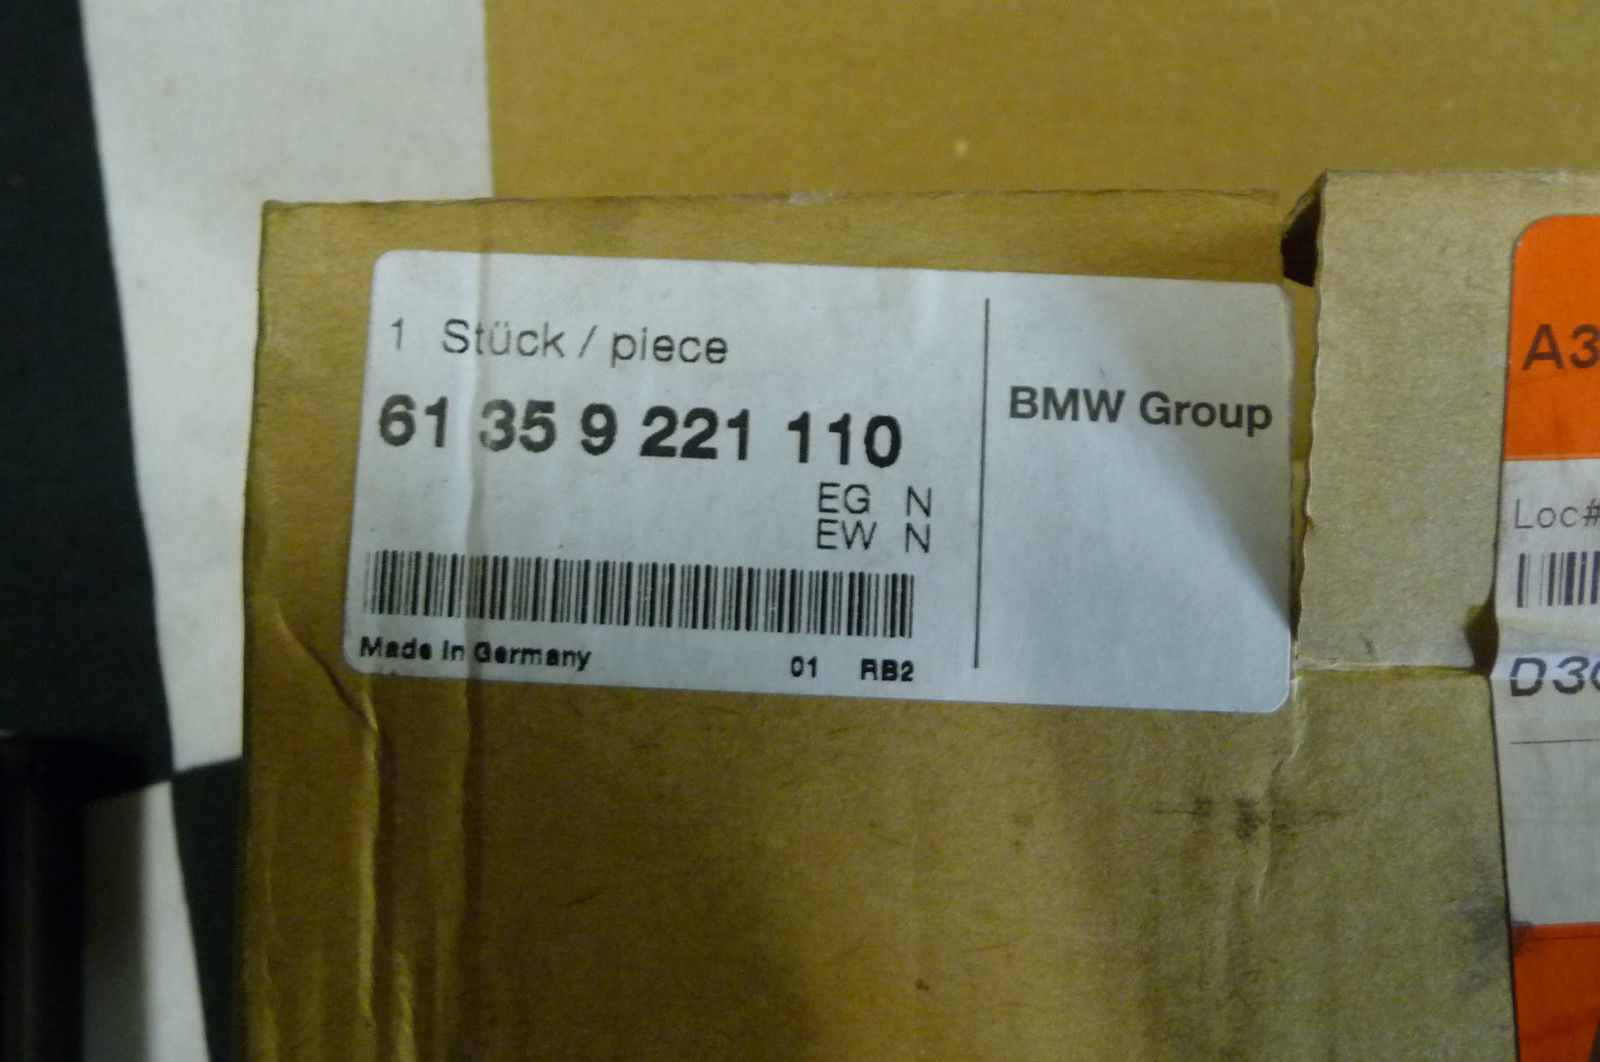 1 Stück / piece
61 35 9 221 110
EG N
EW N
Made In Germany 01 RB2
BMW Group
A3
Loc#
D3